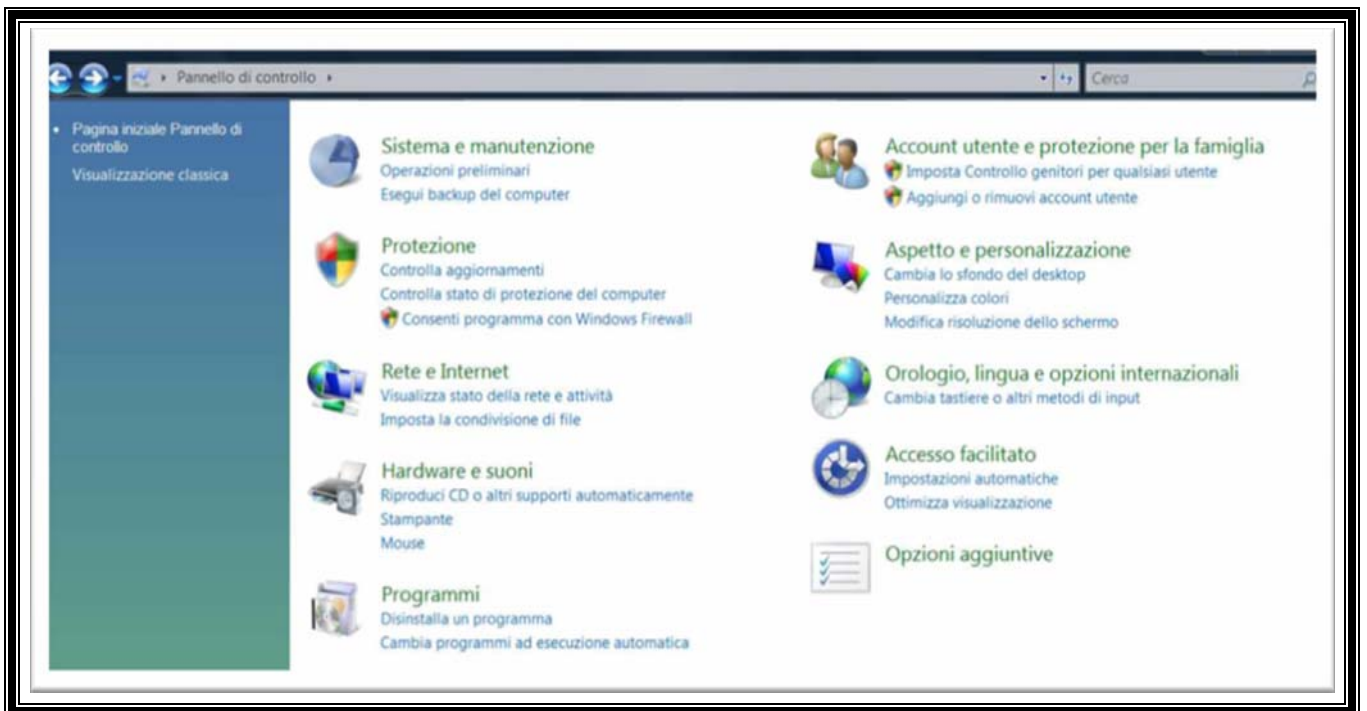 Pannello di controllo
Cerca
Pagina iniziale Pannello di
controllo
Visualizzazione classica
Sistema e manutenzione
Operazioni preliminari
Esegui backup del computer
Protezione
Controlla aggiornamenti
Controlla stato di protezione del computer
Consenti programma con Windows Firewall
Rete e Internet
Visualizza stato della rete e attività
Imposta la condivisione di file
Hardware e suoni
Riproduci CD o altri supporti automaticamente
Stampante
Mouse
Programmi
Disinstalla un programma
Cambia programmi ad esecuzione automatica
Account utente e protezione per la famiglia
Imposta Controllo genitori per qualsiasi utente
Aggiungi o rimuovi account utente
Aspetto e personalizzazione
Cambia lo sfondo del desktop
Personalizza colori
Modifica risoluzione dello schermo
Orologio, lingua e opzioni internazionali
Cambia tastiere o altri metodi di input
Accesso facilitato
Impostazioni automatiche
Ottimizza visualizzazione
Opzioni aggiuntive